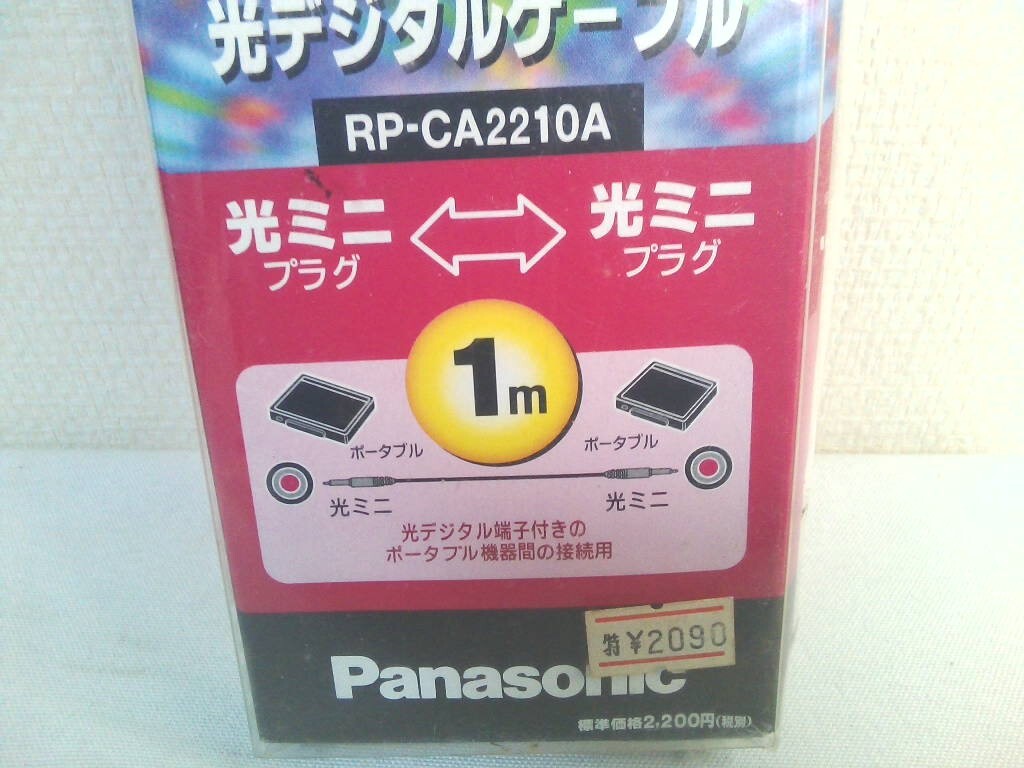 光デジタルケーブル
RP-CA2210A
光ミニ
プラグ
光ミニ
プラグ
1m
ポータブル
ポータブル
光ミニ
光ミニ
光デジタル端子付きの
ポータブル機器間の接続用
特¥2090
Panasonic
標準価格2,200円(税別)